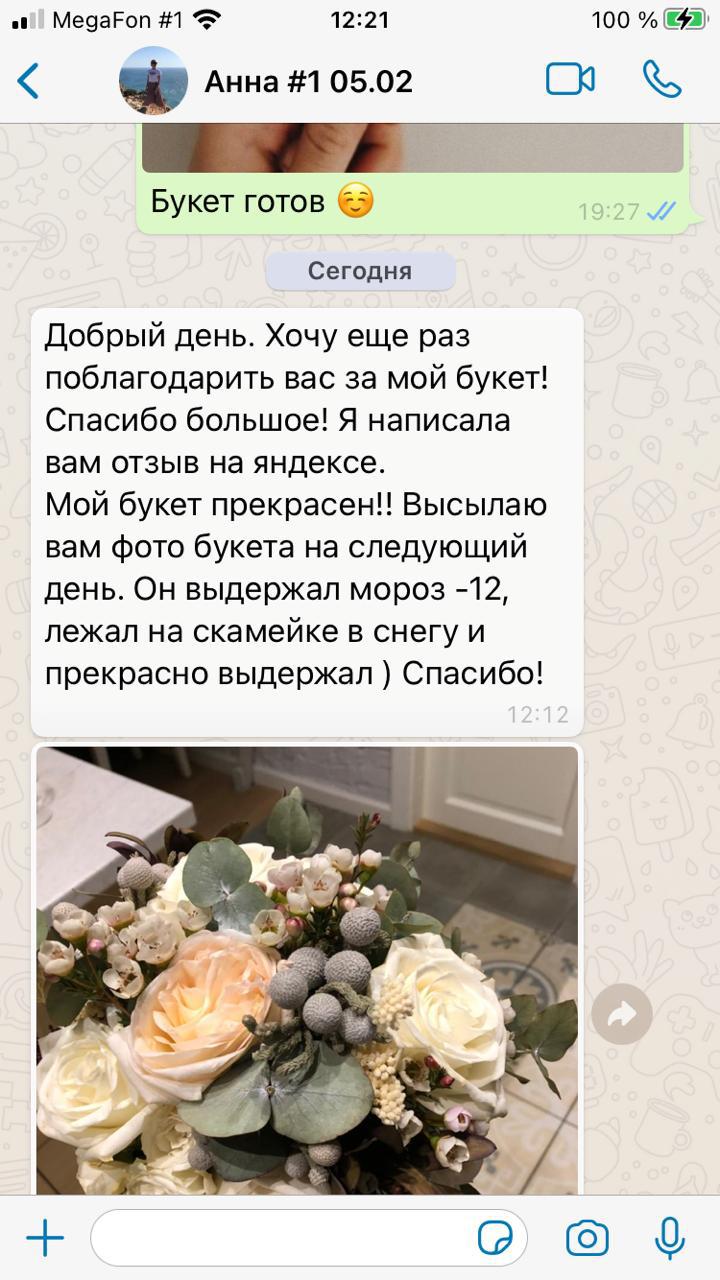 MegaFon #1 12:21 100 %
Анна #1 05.02
Букет готов ☺️ 19:27
Сегодня
Добрый день. Хочу еще раз
поблагодарить вас за мой букет!
Спасибо большое! Я написала
вам отзыв на яндексе.
Мой букет прекрасен!! Высылаю
вам фото букета на следующий
день. Он выдержал мороз -12,
лежал на скамейке в снегу и
прекрасно выдержал ) Спасибо!
12:12